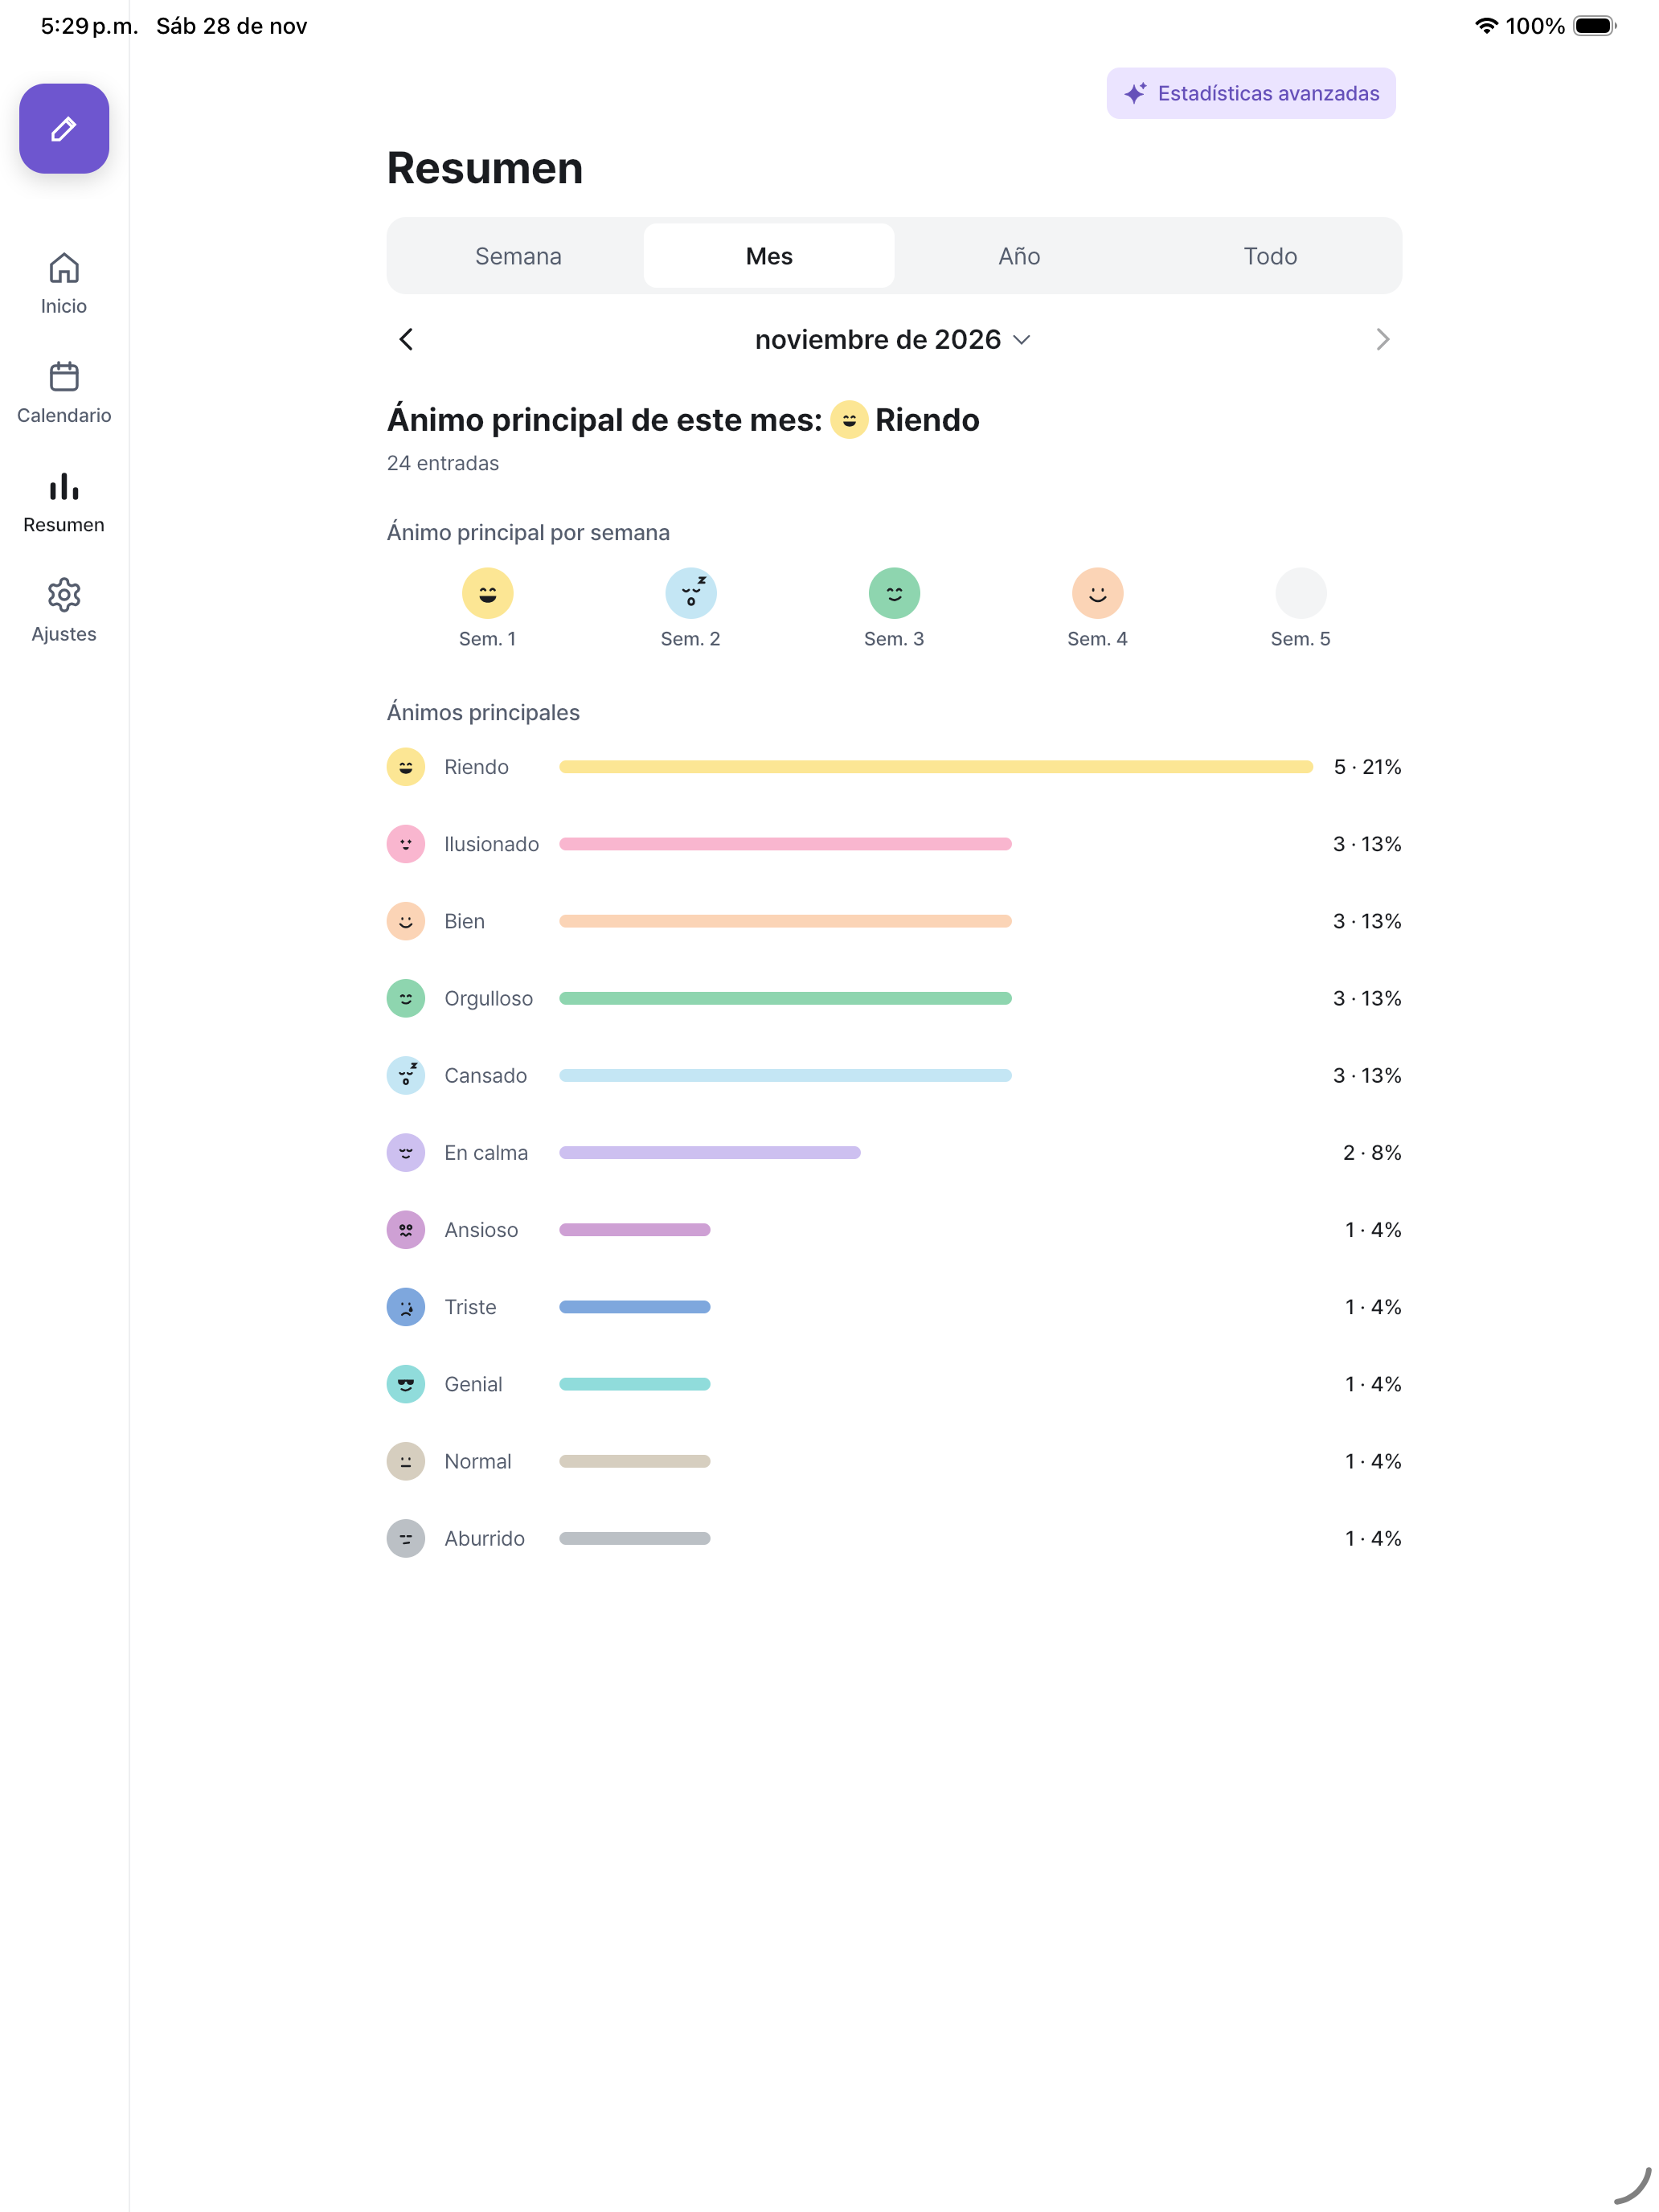 5:29 p.m. Sáb 28 de nov
100%
Estadísticas avanzadas
Inicio
Calendario
Resumen
Ajustes
Resumen
Semana Mes Año Todo
noviembre de 2026
Ánimo principal de este mes: Riendo
24 entradas
Ánimo principal por semana
Sem. 1 Sem. 2 Sem. 3 Sem. 4 Sem. 5
Ánimos principales
Riendo 5 · 21%
Ilusionado 3 · 13%
Bien 3 · 13%
Orgulloso 3 · 13%
Cansado 3 · 13%
En calma 2 · 8%
Ansioso 1 · 4%
Triste 1 · 4%
Genial 1 · 4%
Normal 1 · 4%
Aburrido 1 · 4%